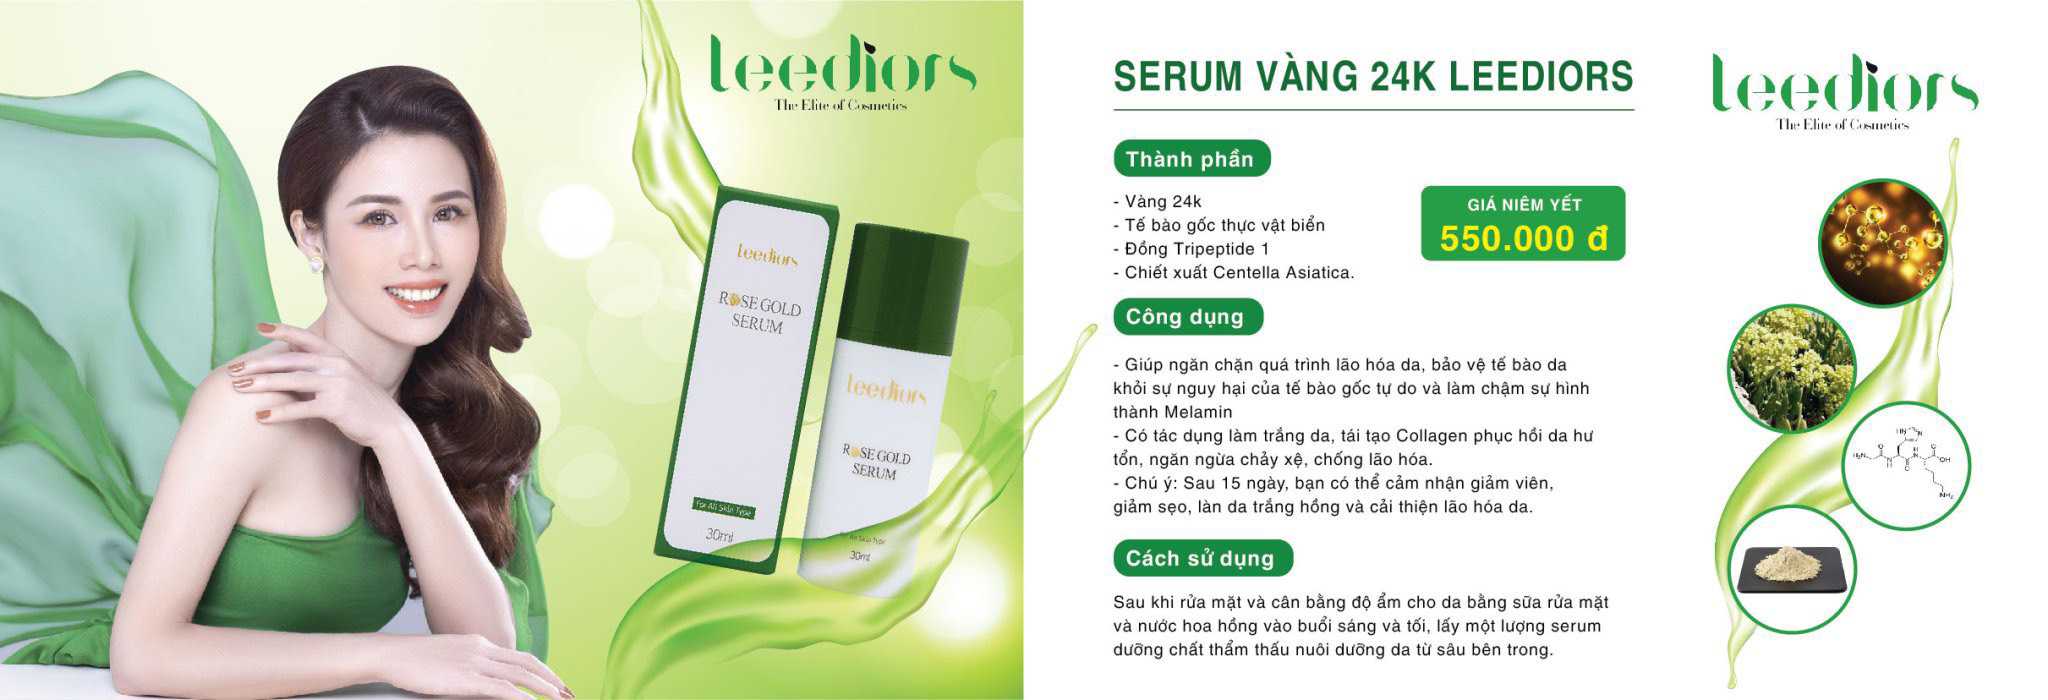 leediors
The Elite of Cosmetics
leediors
ROSE GOLD
SERUM
For All Skin Type
30ml
leediors
ROSE GOLD
SERUM
30ml
SERUM VÀNG 24K LEEDIORS
leediors
The Elite of Cosmetics
Thành phần
- Vàng 24k
- Tế bào gốc thực vật biển
- Đồng Tripeptide 1
- Chiết xuất Centella Asiatica.
GIÁ NIÊM YẾT
550.000 đ
Công dụng
- Giúp ngăn chặn quá trình lão hóa da, bảo vệ tế bào da
khỏi sự nguy hại của tế bào gốc tự do và làm chậm sự hình
thành Melamin
- Có tác dụng làm trắng da, tái tạo Collagen phục hồi da hư
tổn, ngăn ngừa chảy xệ, chống lão hóa.
- Chú ý: Sau 15 ngày, bạn có thể cảm nhận giảm viên,
giảm sẹo, làn da trắng hồng và cải thiện lão hóa da.
Cách sử dụng
Sau khi rửa mặt và cân bằng độ ẩm cho da bằng sữa rửa mặt
và nước hoa hồng vào buổi sáng và tối, lấy một lượng serum
dưỡng chất thẩm thấu nuôi dưỡng da từ sâu bên trong.